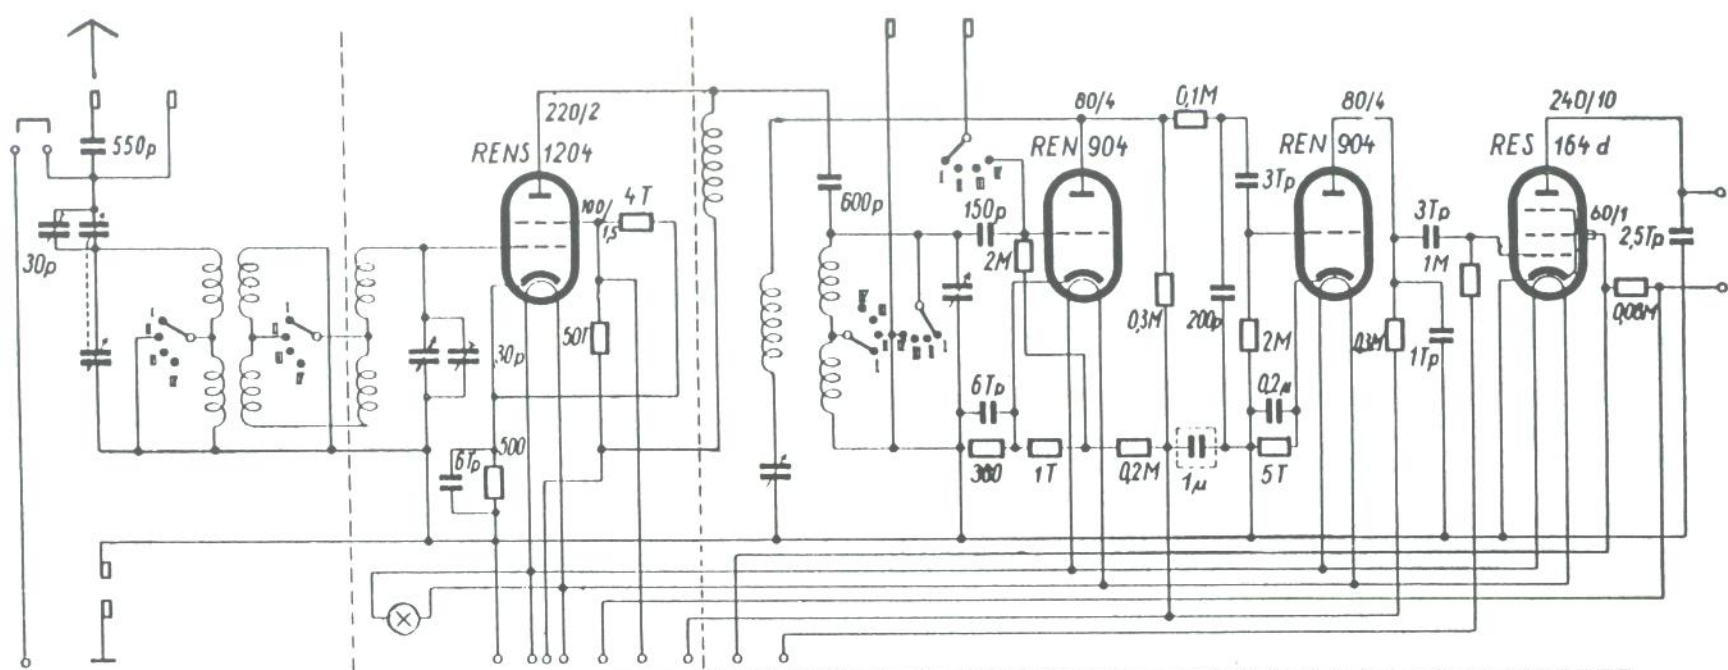 550p
30p
220/2
RENS 1204
100/1,5
4T
50T
30p
500
6Tp
600p
150p
80/4
REN 904
2M
0,1M
0,3M
200p
6Tp
300
1T
0,2M
1µ
3Tp
80/4
REN 904
2M
0,2µ
5T
0,3M
1Tp
3Tp
1M
240/10
RES 164 d
60/1
2,5Tp
0,08M